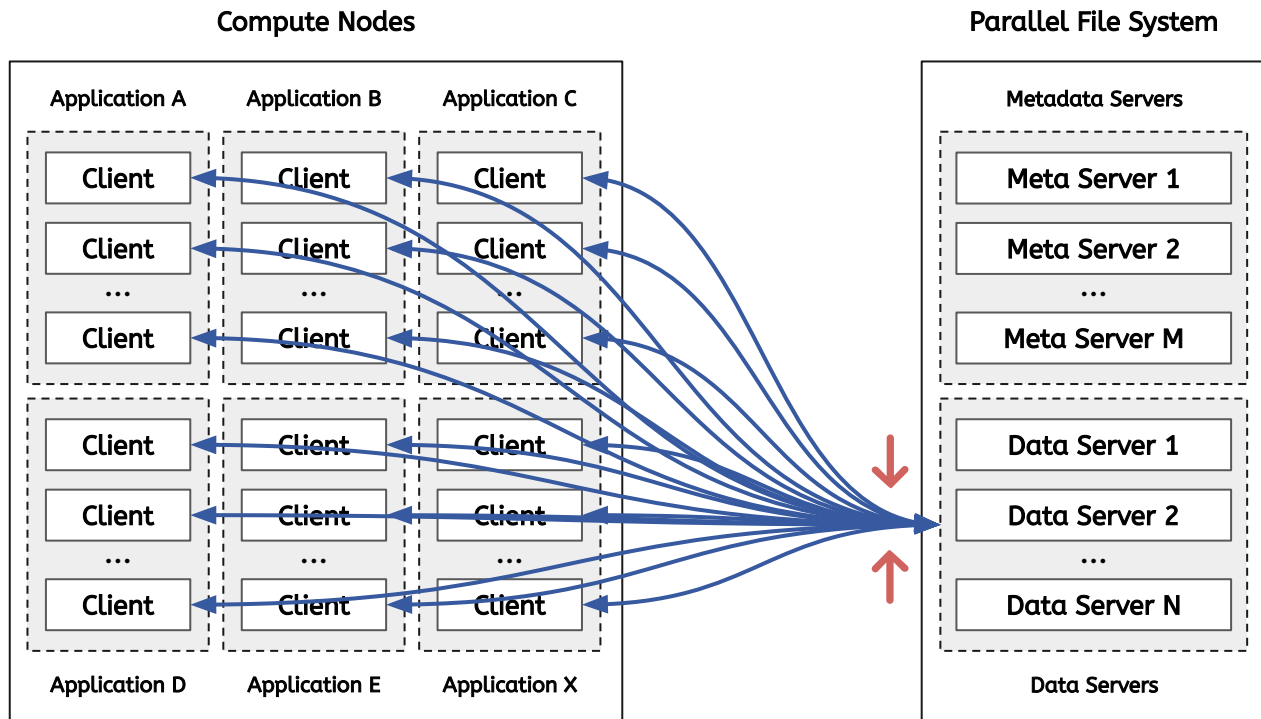 Compute Nodes
Parallel File System
Application A
Application B
Application C
Client
Client
Client
Client
Client
Client
...
...
...
Client
Client
Client
Client
Client
Client
Client
Client
Client
...
...
...
Client
Client
Client
Application D
Application E
Application X
Metadata Servers
Meta Server 1
Meta Server 2
...
Meta Server M
Data Server 1
Data Server 2
...
Data Server N
Data Servers